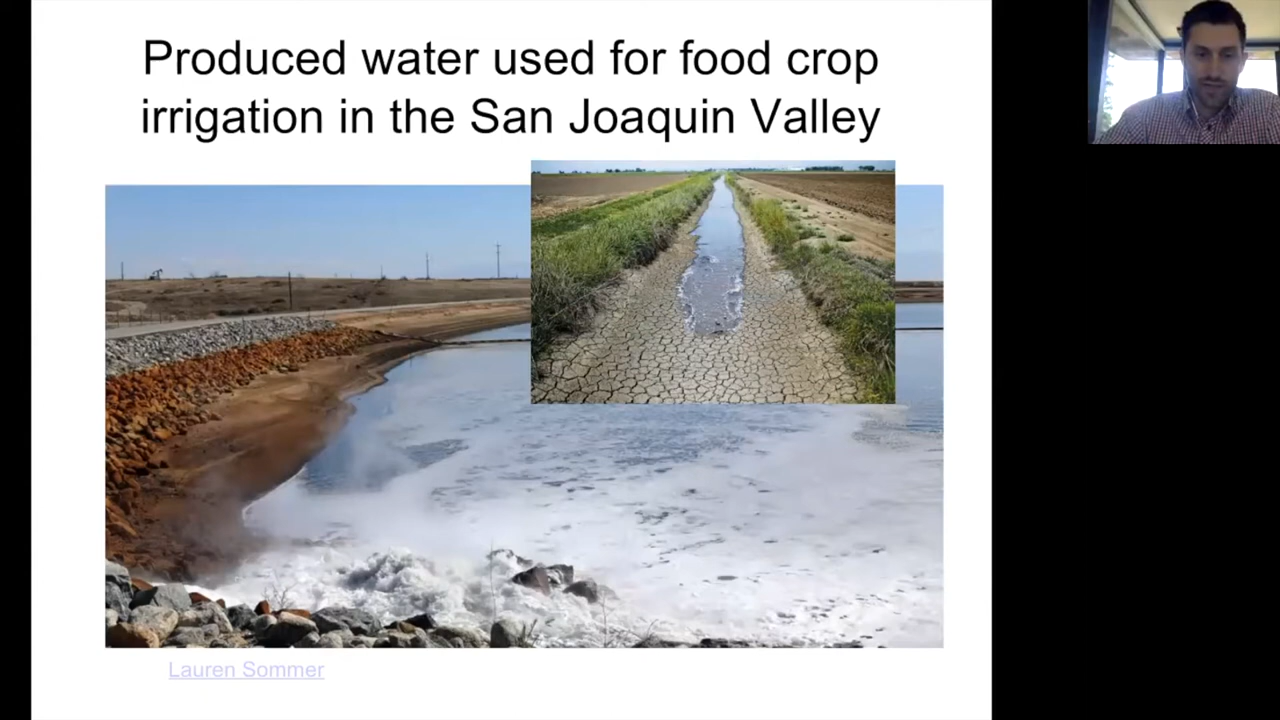 Produced water used for food crop
irrigation in the San Joaquin Valley
Lauren Sommer